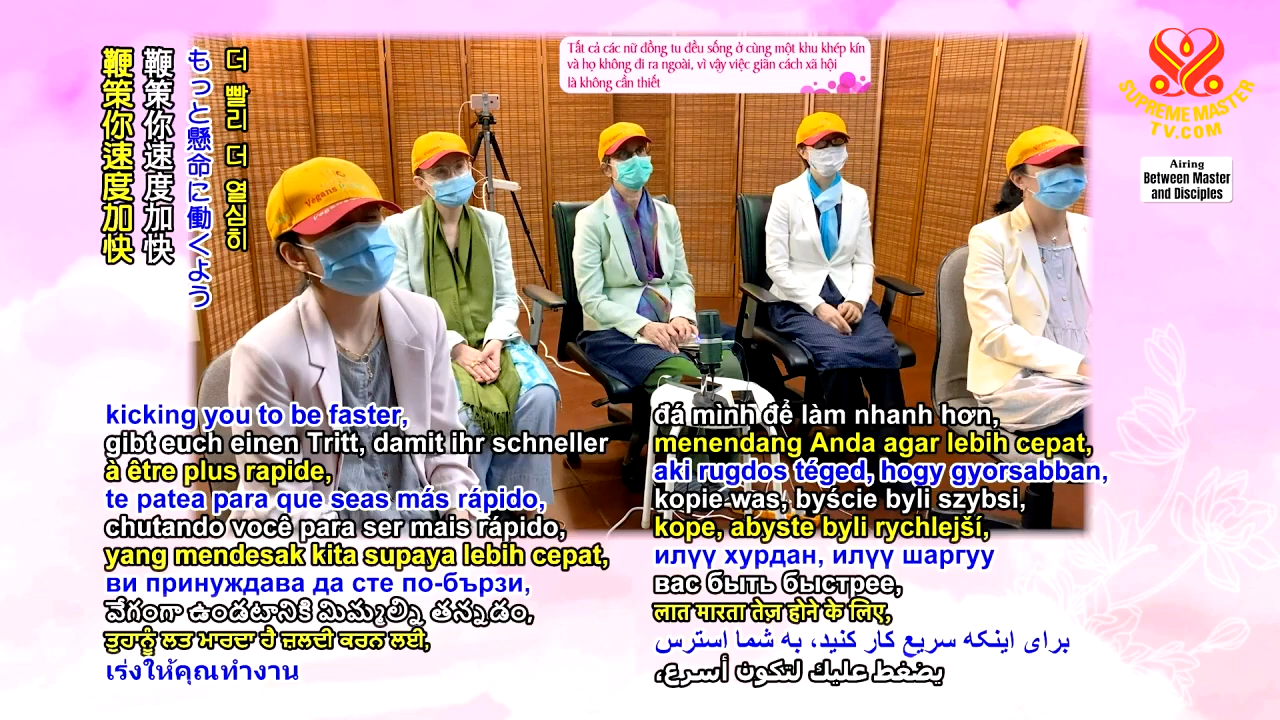 더 빨리 더 열심히
もっと懸命に働くよう
鞭策你速度加快
鞭策你速度加快
Tất cả các nữ đồng tu đều sống ở cùng một khu khép kín
và họ không đi ra ngoài, vì vậy việc giãn cách xã hội
là không cần thiết
SUPREME MASTER
TV.COM
Airing
Between Master
and Disciples
Vegans
kicking you to be faster,
gibt euch einen Tritt, damit ihr schneller
à être plus rapide,
te patea para que seas más rápido,
chutando você para ser mais rápido,
yang mendesak kita supaya lebih cepat,
ви принуждава да сте по-бързи,
వేగంగా ఉండటానికి మిమ్మల్ని తన్నడం,
ਤੁਹਾਨੂੰ ਲਤ ਮਾਰਦਾ ਹੈ ਜ਼ਲਦੀ ਕਰਨ ਲਈ,
เร่งให้คุณทำงาน
đá mình để làm nhanh hơn,
menendang Anda agar lebih cepat,
aki rugdos téged, hogy gyorsabban,
kopie was, byście byli szybsi,
kope, abyste byli rychlejší,
илүү хурдан, илүү шаргуу
вас быть быстрее,
लात मारता तेज़ होने के लिए,
برای اینکه سریع کار کنید، به شما استرس
يضغط عليك لتكون أسرع،